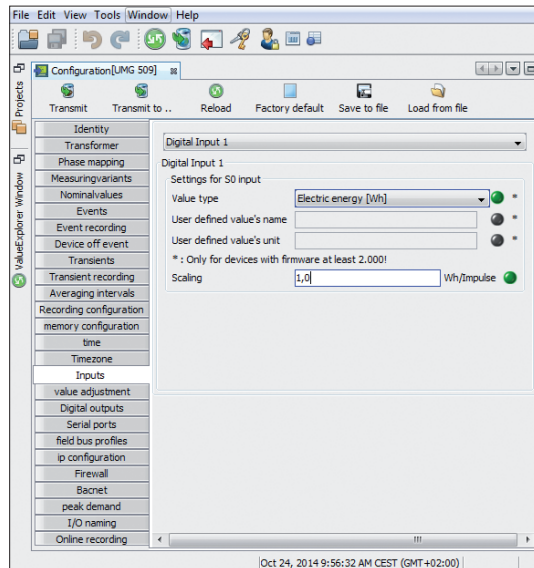 File Edit View Tools Window Help
Configuration[UMG 509]
Transmit Transmit to .. Reload Factory default Save to file Load from file
Projects
ValueExplorer Window
Identity
Transformer
Phase mapping
Measuringvariants
Nominalvalues
Events
Event recording
Device off event
Transients
Transient recording
Averaging intervals
Recording configuration
memory configuration
time
Timezone
Inputs
value adjustment
Digital outputs
Serial ports
field bus profiles
ip configuration
Firewall
Bacnet
peak demand
I/O naming
Online recording
Digital Input 1
Digital Input 1
Settings for S0 input
Value type Electric energy [Wh] *
User defined value's name *
User defined value's unit *
* : Only for devices with firmware at least 2.000!
Scaling 1,0 Wh/Impulse
Oct 24, 2014 9:56:32 AM CEST (GMT+02:00)